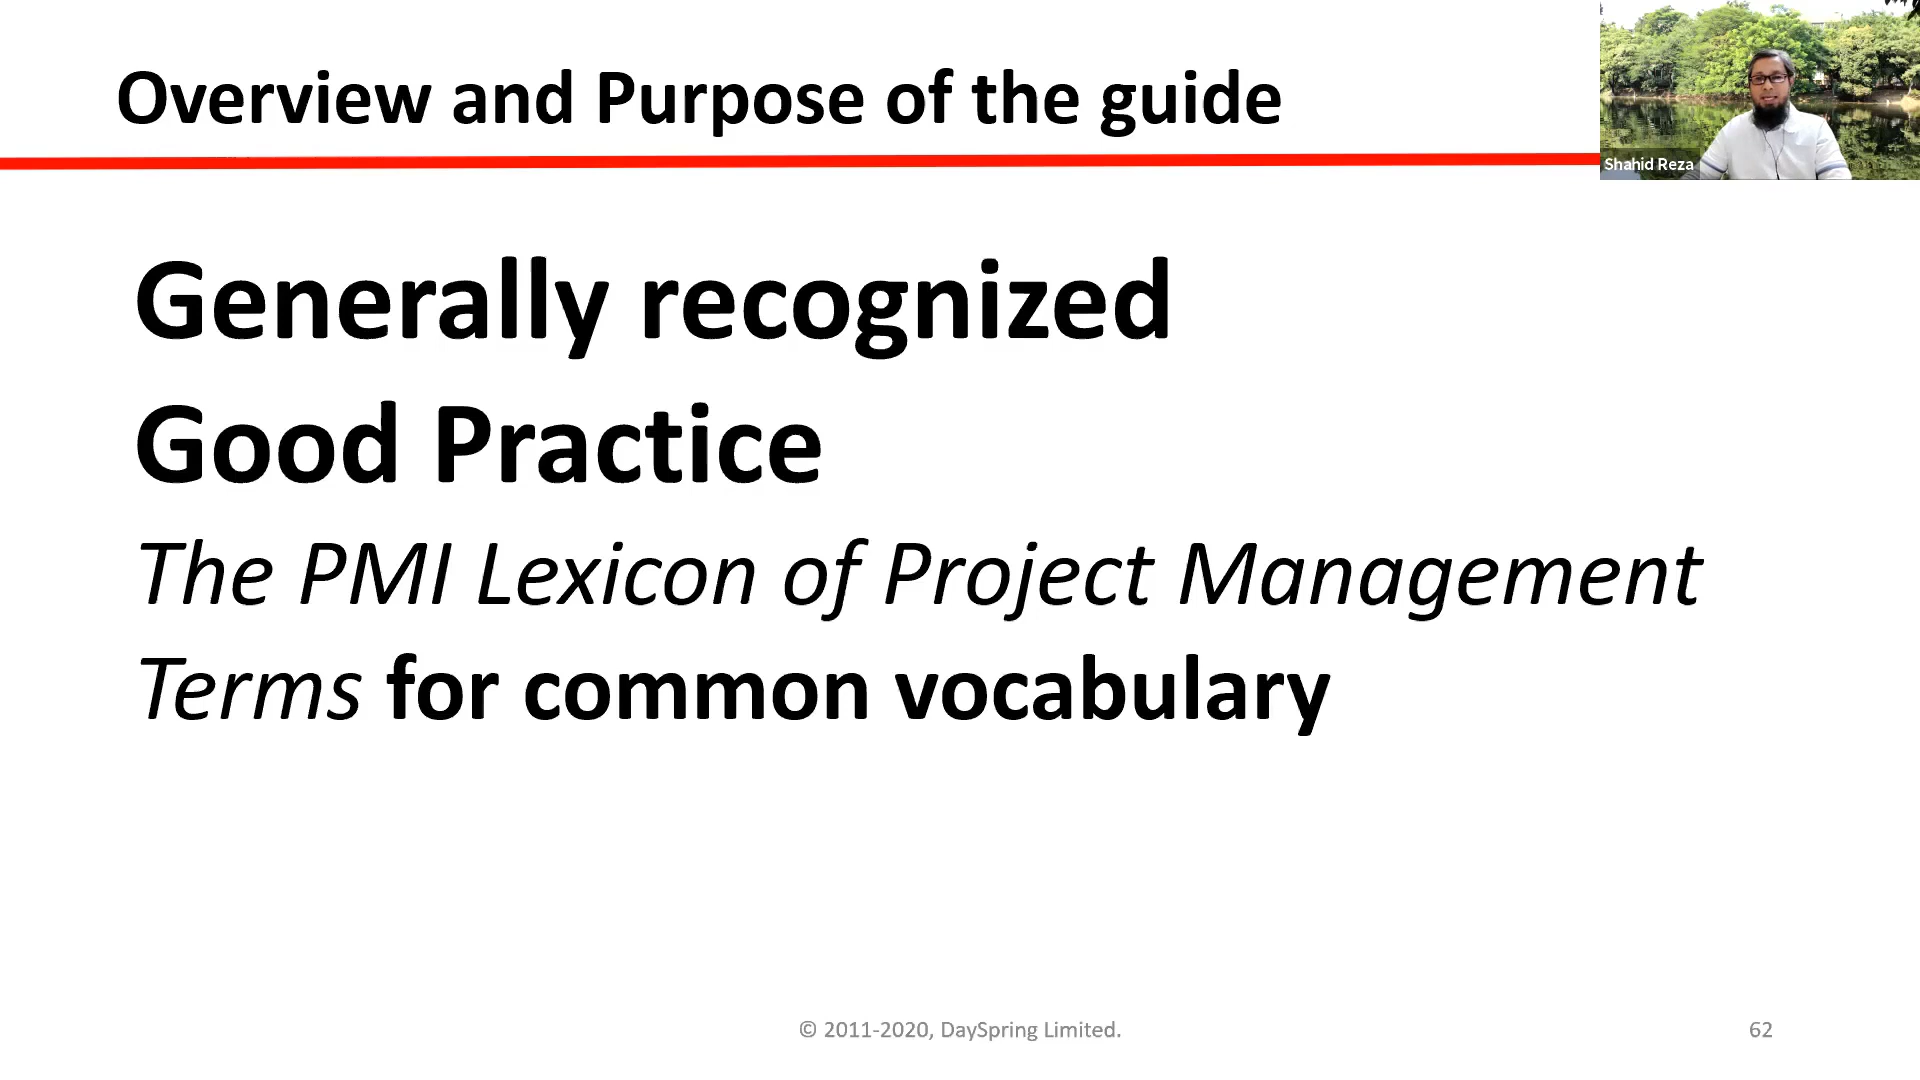 Overview and Purpose of the guide
Shahid Reza
Generally recognized
Good Practice
The PMI Lexicon of Project Management
Terms for common vocabulary
© 2011-2020, DaySpring Limited.
62